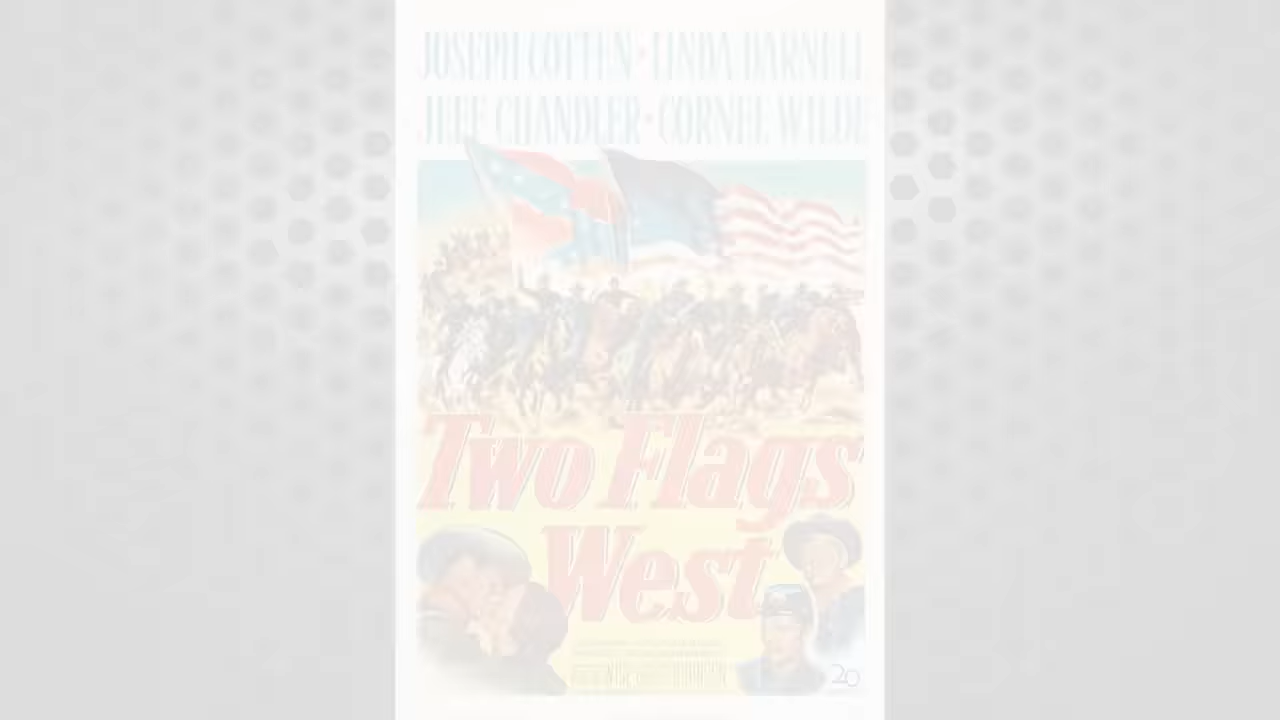 JOSEPH COTTEN · LINDA DARNELL
JEFF CHANDLER · CORNEL WILDE
Two Flags
West
20